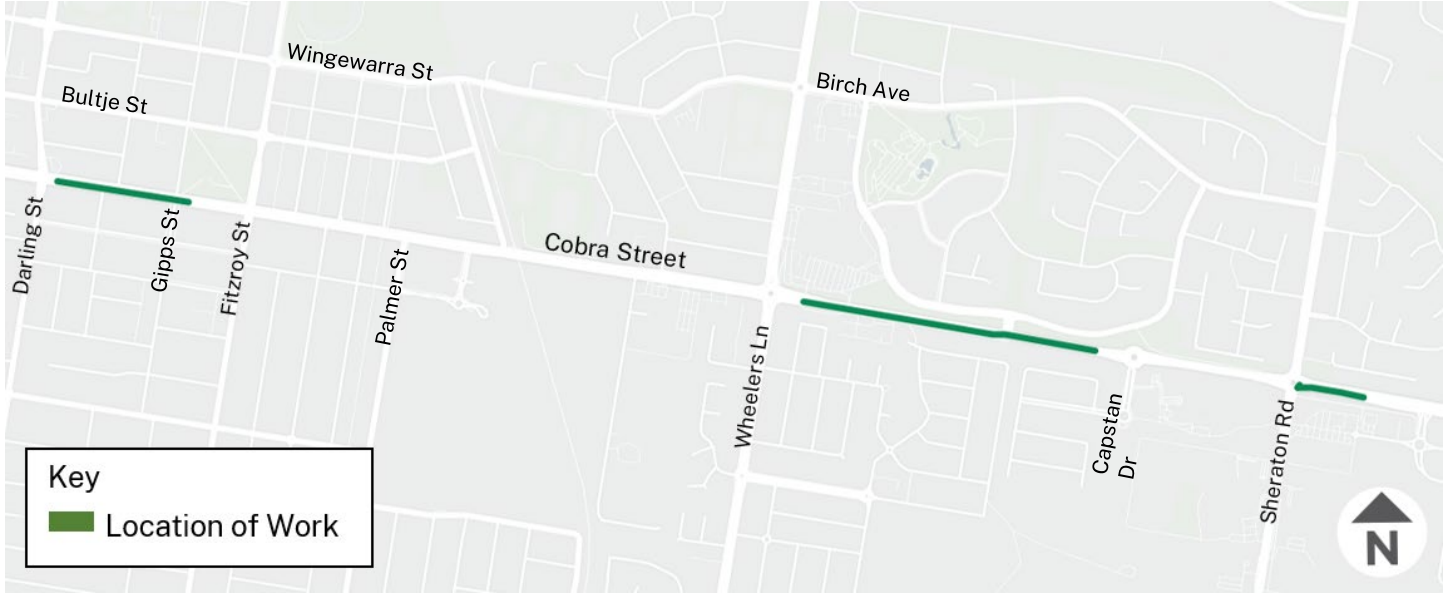 Wingewarra St
Birch Ave
Bultje St
Darling St
Gipps St
Fitzroy St
Palmer St
Cobra Street
Wheelers Ln
Capstan
Dr
Sheraton Rd
Key
Location of Work
N